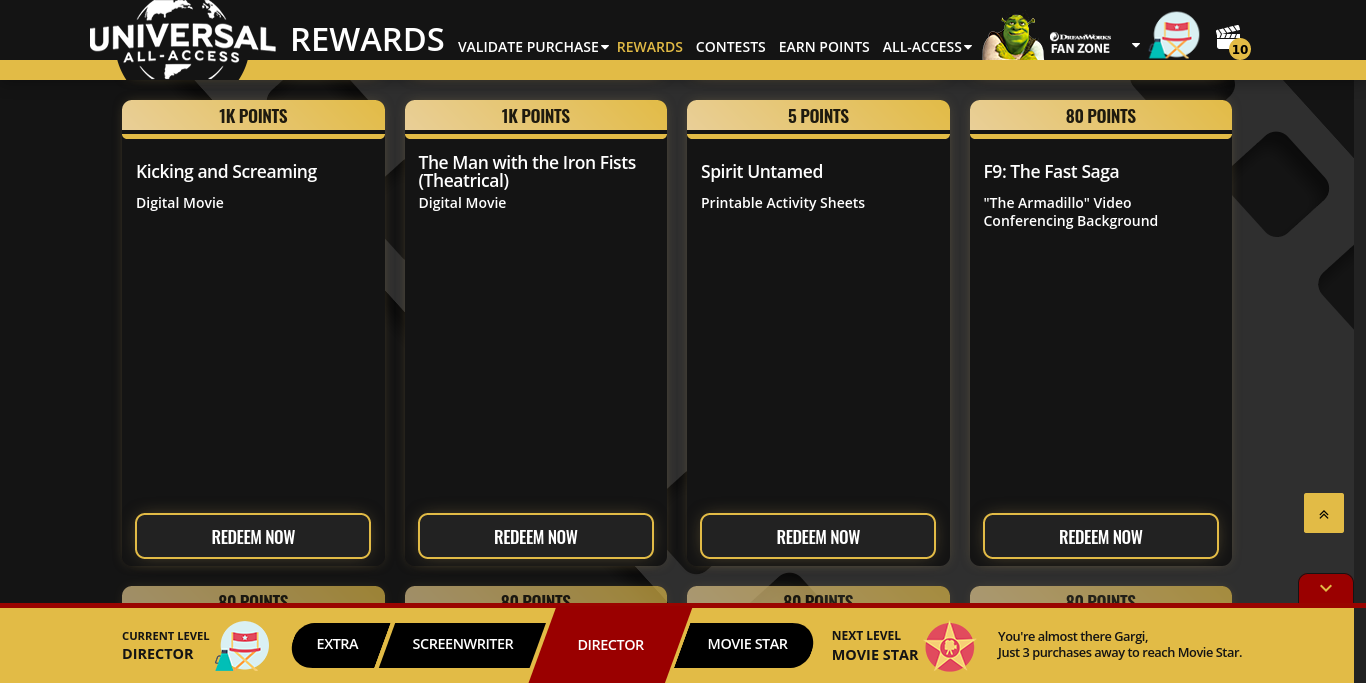 UNIVERSAL
ALL-ACCESS
REWARDS
VALIDATE PURCHASE
REWARDS
CONTESTS
EARN POINTS
ALL-ACCESS
DREAMWORKS
FAN ZONE
10
1K POINTS
Kicking and Screaming
Digital Movie
REDEEM NOW
1K POINTS
The Man with the Iron Fists
(Theatrical)
Digital Movie
REDEEM NOW
5 POINTS
Spirit Untamed
Printable Activity Sheets
REDEEM NOW
80 POINTS
F9: The Fast Saga
"The Armadillo" Video
Conferencing Background
REDEEM NOW
80 POINTS
80 POINTS
80 POINTS
80 POINTS
CURRENT LEVEL
DIRECTOR
EXTRA
SCREENWRITER
DIRECTOR
MOVIE STAR
NEXT LEVEL
MOVIE STAR
You're almost there Gargi,
Just 3 purchases away to reach Movie Star.